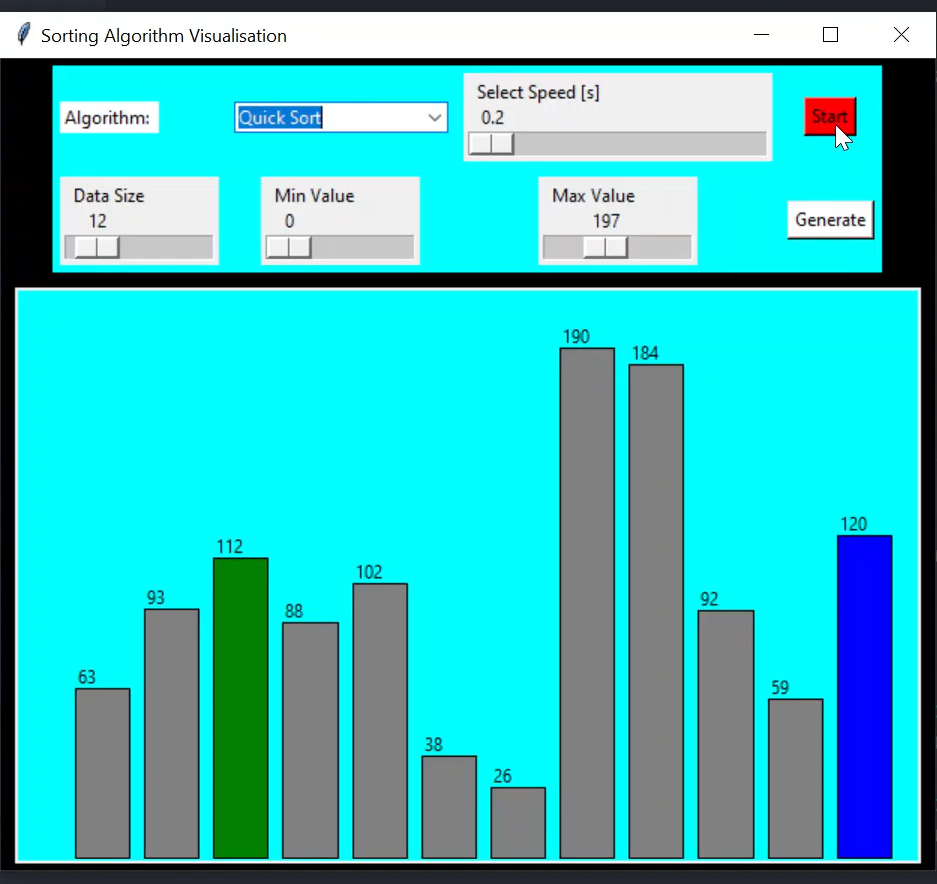 Sorting Algorithm Visualisation
Algorithm:
Quick Sort
Select Speed [s]
0.2
Start
Data Size
12
Min Value
0
Max Value
197
Generate
63
93
112
88
102
38
26
190
184
92
59
120